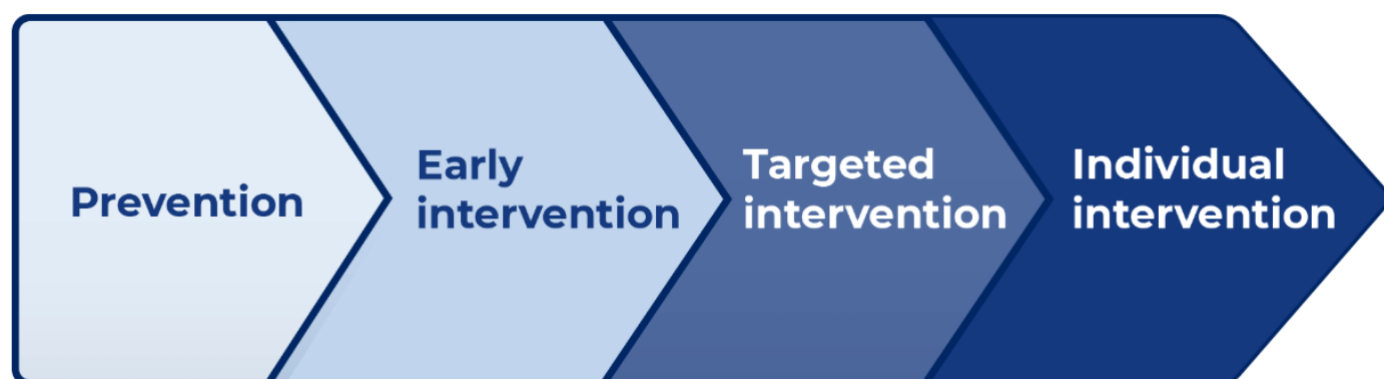 Prevention
Early
intervention
Targeted
intervention
Individual
intervention